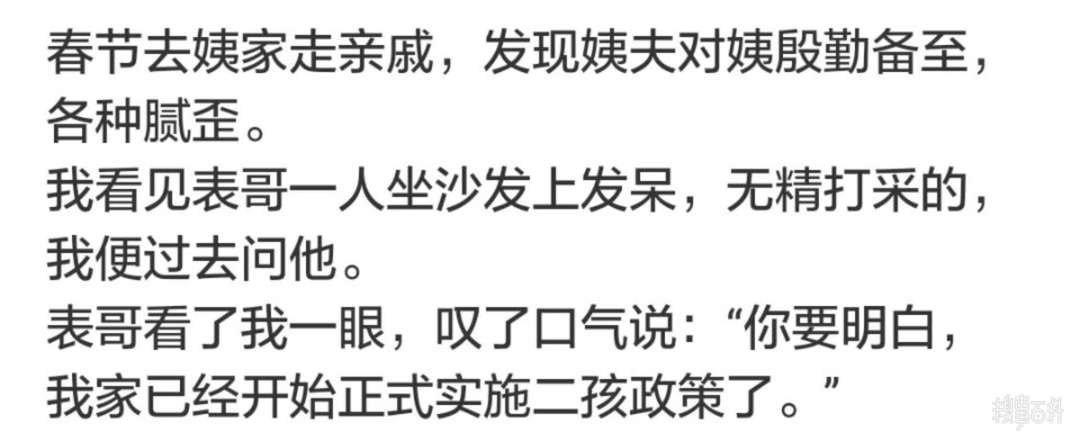 春节去姨家走亲戚，发现姨夫对姨殷勤备至，
各种腻歪。
我看见表哥一人坐沙发上发呆，无精打采的，
我便过去问他。
表哥看了我一眼，叹了口气说：“你要明白，
我家已经开始正式实施二孩政策了。”